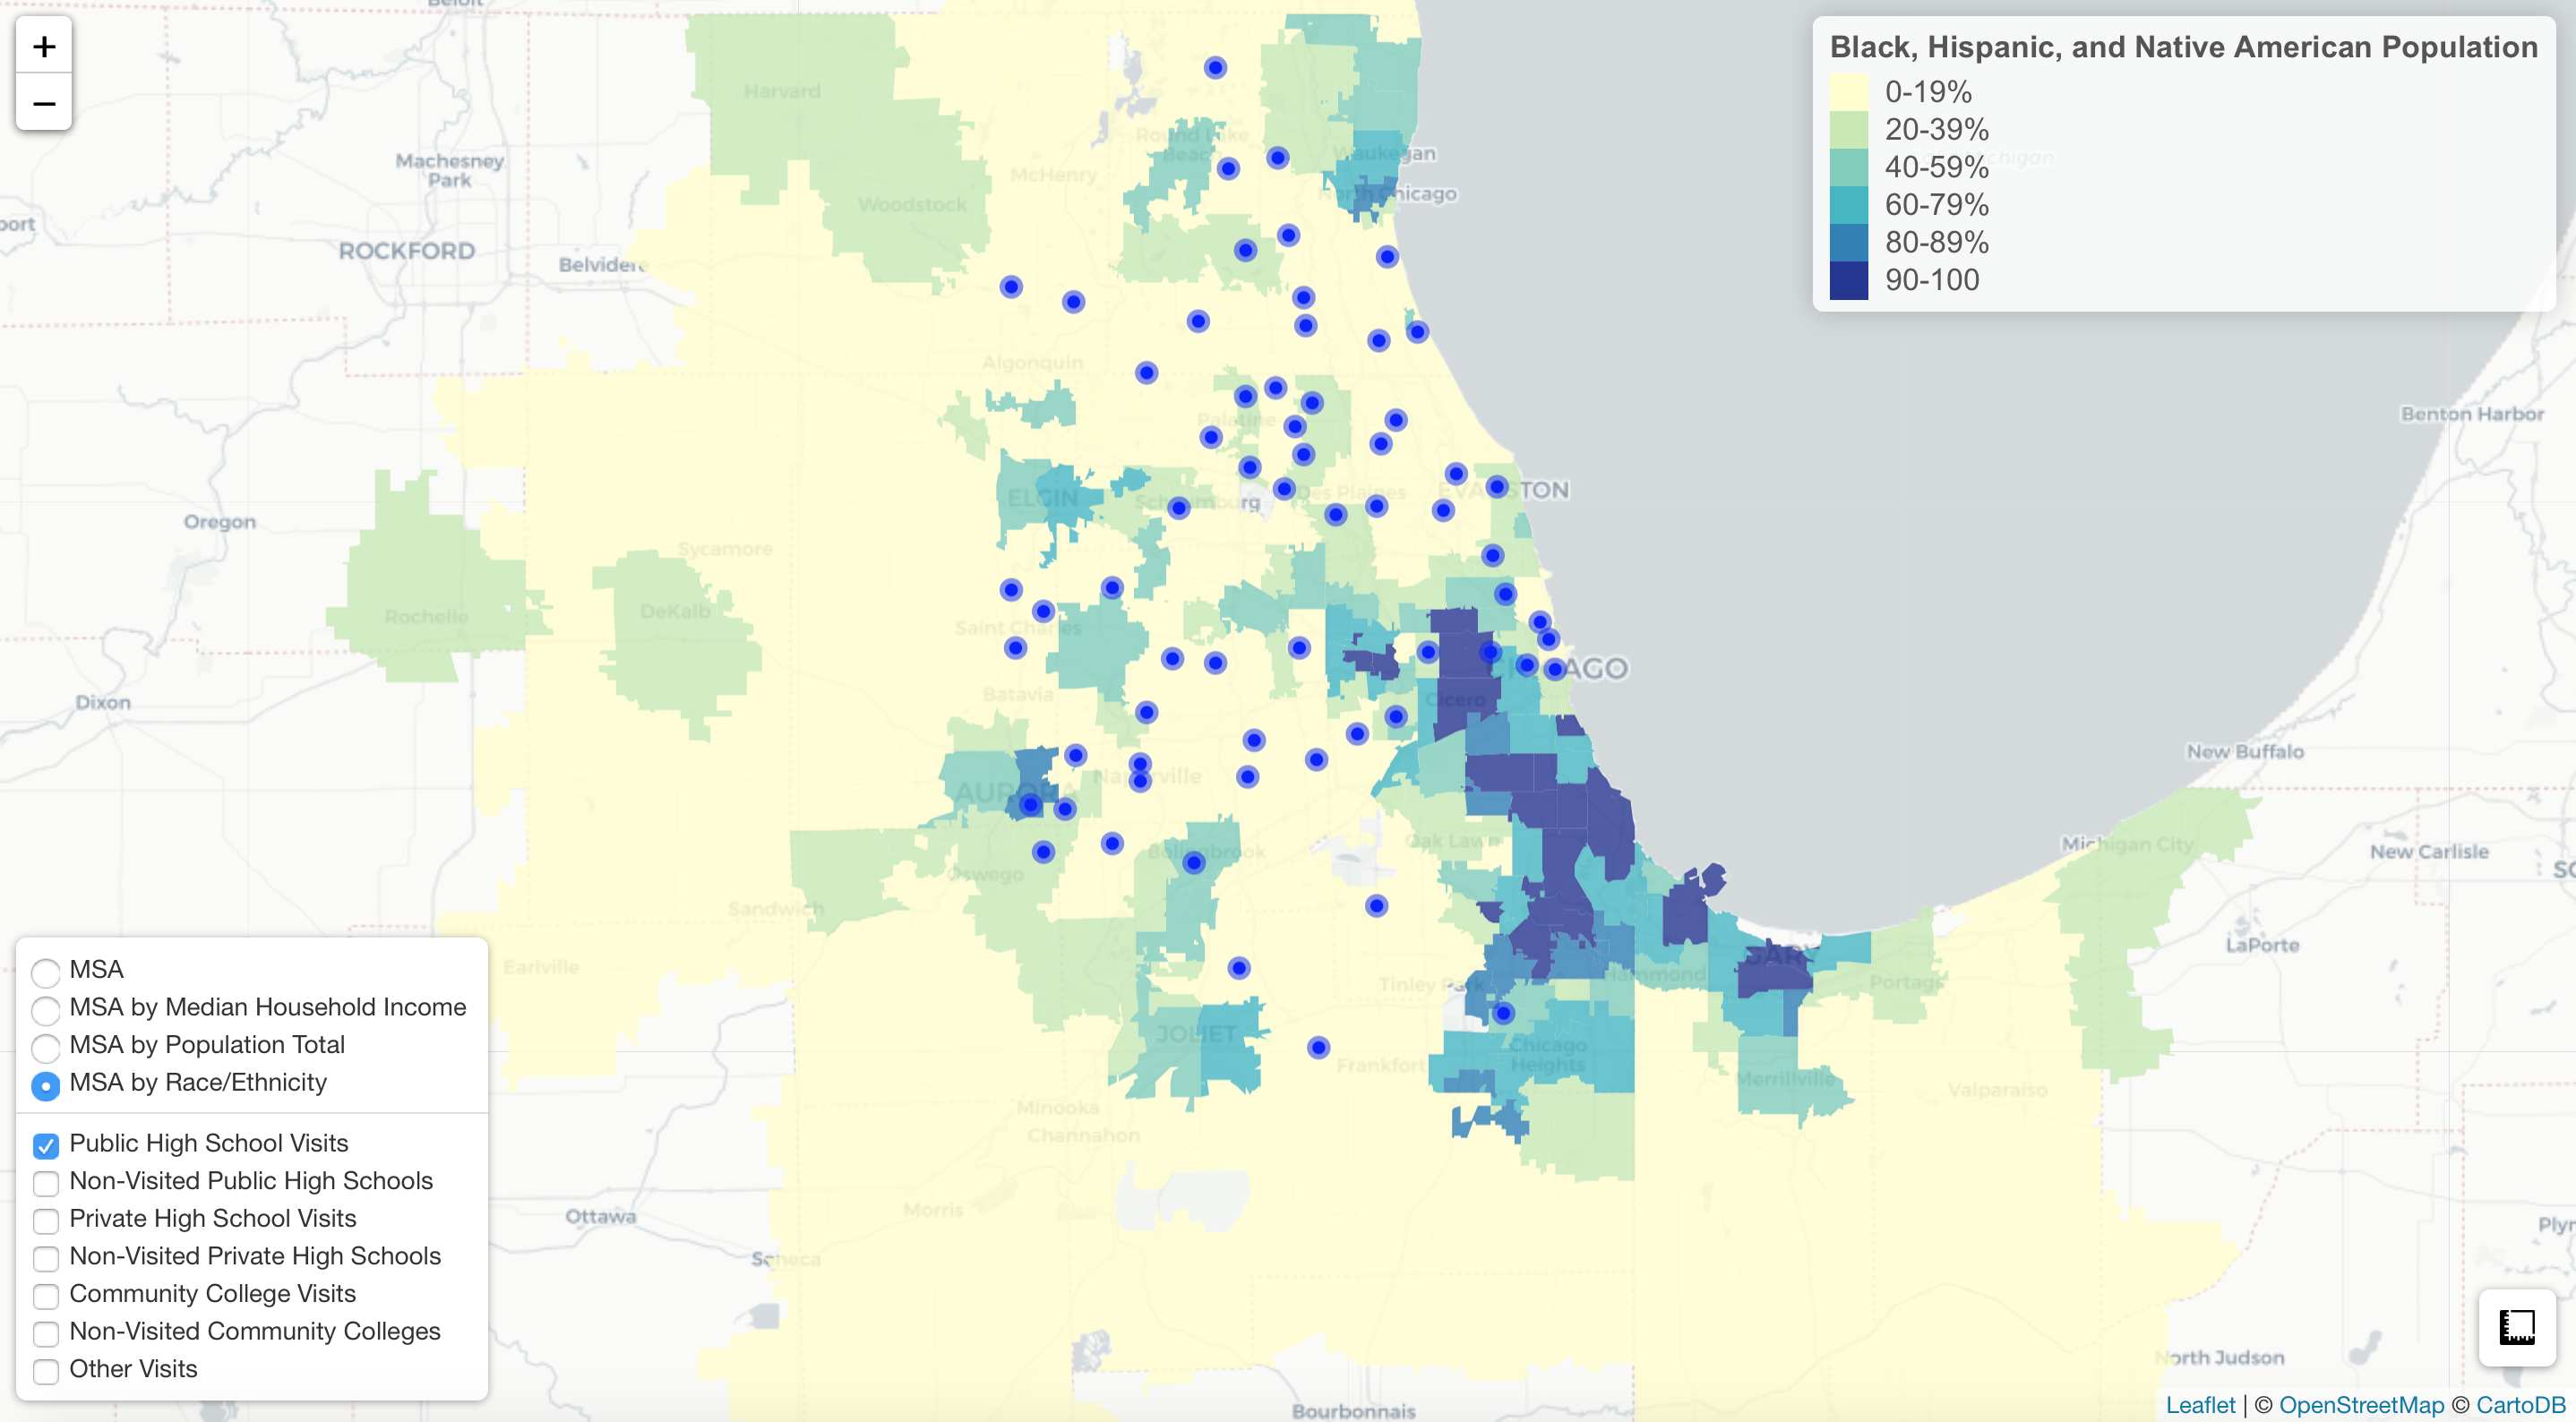 Beloit
+
−
Black, Hispanic, and Native American Population
0-19%
20-39%
40-59%
60-79%
80-89%
90-100
Harvard
Round Lake
Beach
Waukegan
Michigan
Machesney
Park
McHenry
North Chicago
Woodstock
port
ROCKFORD
Belvidere
Algonquin
Benton Harbor
Palatine
ELGIN
Schaumburg
Des Plaines
EVANSTON
Oregon
Sycamore
Rochelle
DeKalb
Saint Charles
CHICAGO
Batavia
Cicero
Dixon
New Buffalo
AURORA
Naperville
Oak Lawn
Michigan City
New Carlisle
Bolingbrook
SO
Oswego
Sandwich
LaPorte
GARY
Earlville
Tinley Park
Hammond
Portage
JOLIET
Chicago
Heights
Frankfort
Merrillville
Valparaiso
Minooka
Channahon
Morris
Ottawa
Plyr
Seneca
North Judson
Bourbonnais
MSA
MSA by Median Household Income
MSA by Population Total
MSA by Race/Ethnicity
Public High School Visits
Non-Visited Public High Schools
Private High School Visits
Non-Visited Private High Schools
Community College Visits
Non-Visited Community Colleges
Other Visits
Leaflet | © OpenStreetMap © CartoDB